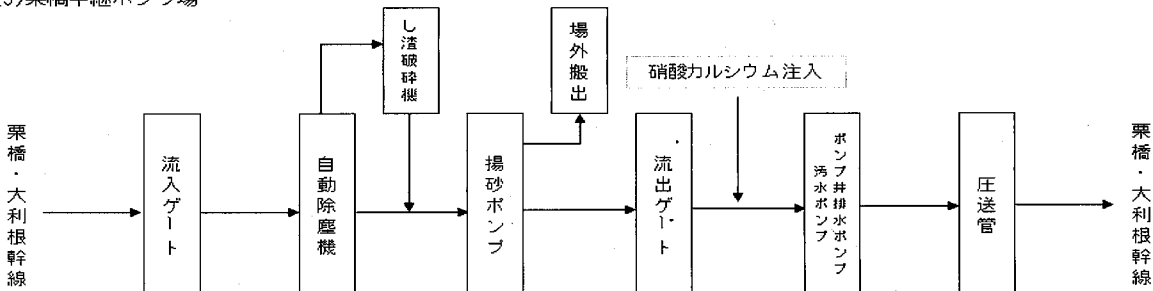 栗橋中継ポンプ場
し渣破砕機
場外搬出
硝酸カルシウム注入
栗橋・大利根幹線
流入ゲート
自動除塵機
揚砂ポンプ
流出ゲート
ポンプ井排水ポンプ
汚水ポンプ
圧送管
栗橋・大利根幹線